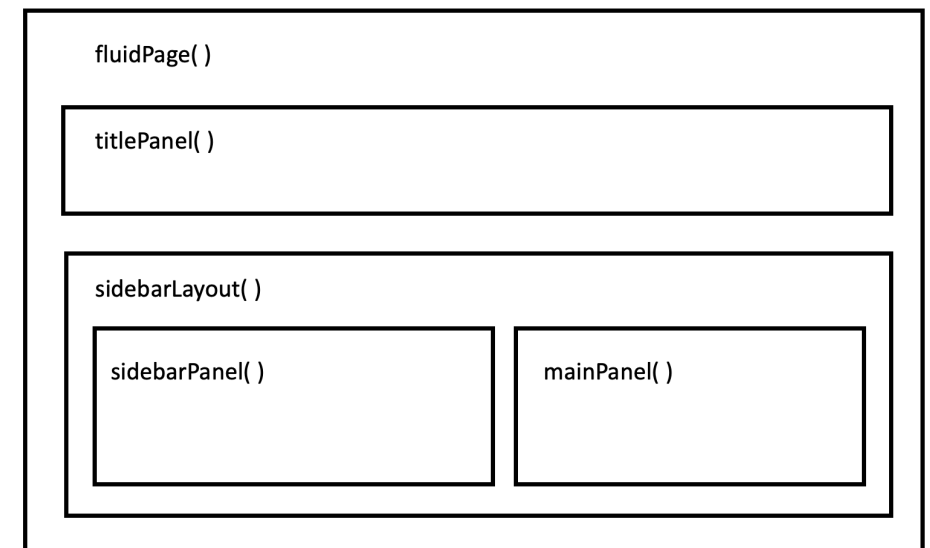 fluidPage( )
titlePanel( )
sidebarLayout( )
sidebarPanel( )
mainPanel( )